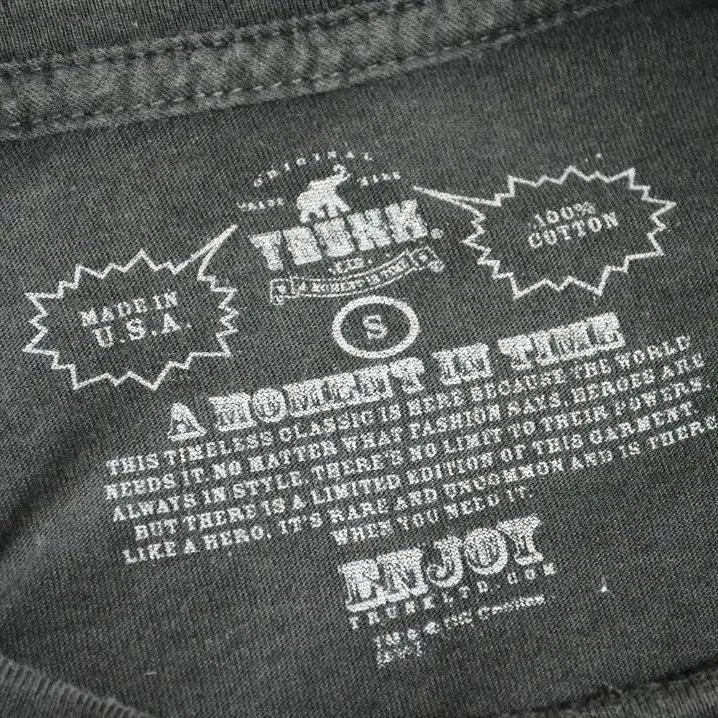 ORIGINAL
TRADE MARK
TRUNK®
LTD.
A MOMENT IN TIME
100%
COTTON
MADE IN
U.S.A.
S
A MOMENT IN TIME
THIS TIMELESS CLASSIC IS HERE BECAUSE THE WORLD
NEEDS IT. NO MATTER WHAT FASHION SAYS, HEROES ARE
ALWAYS IN STYLE. THERE'S NO LIMIT TO THEIR POWERS.
BUT THERE IS A LIMITED EDITION OF THIS GARMENT.
LIKE A HERO, IT'S RARE AND UNCOMMON AND IS THERE
WHEN YOU NEED IT.
ENJOY
TRUNKLTD.COM
TM & © DC Comics